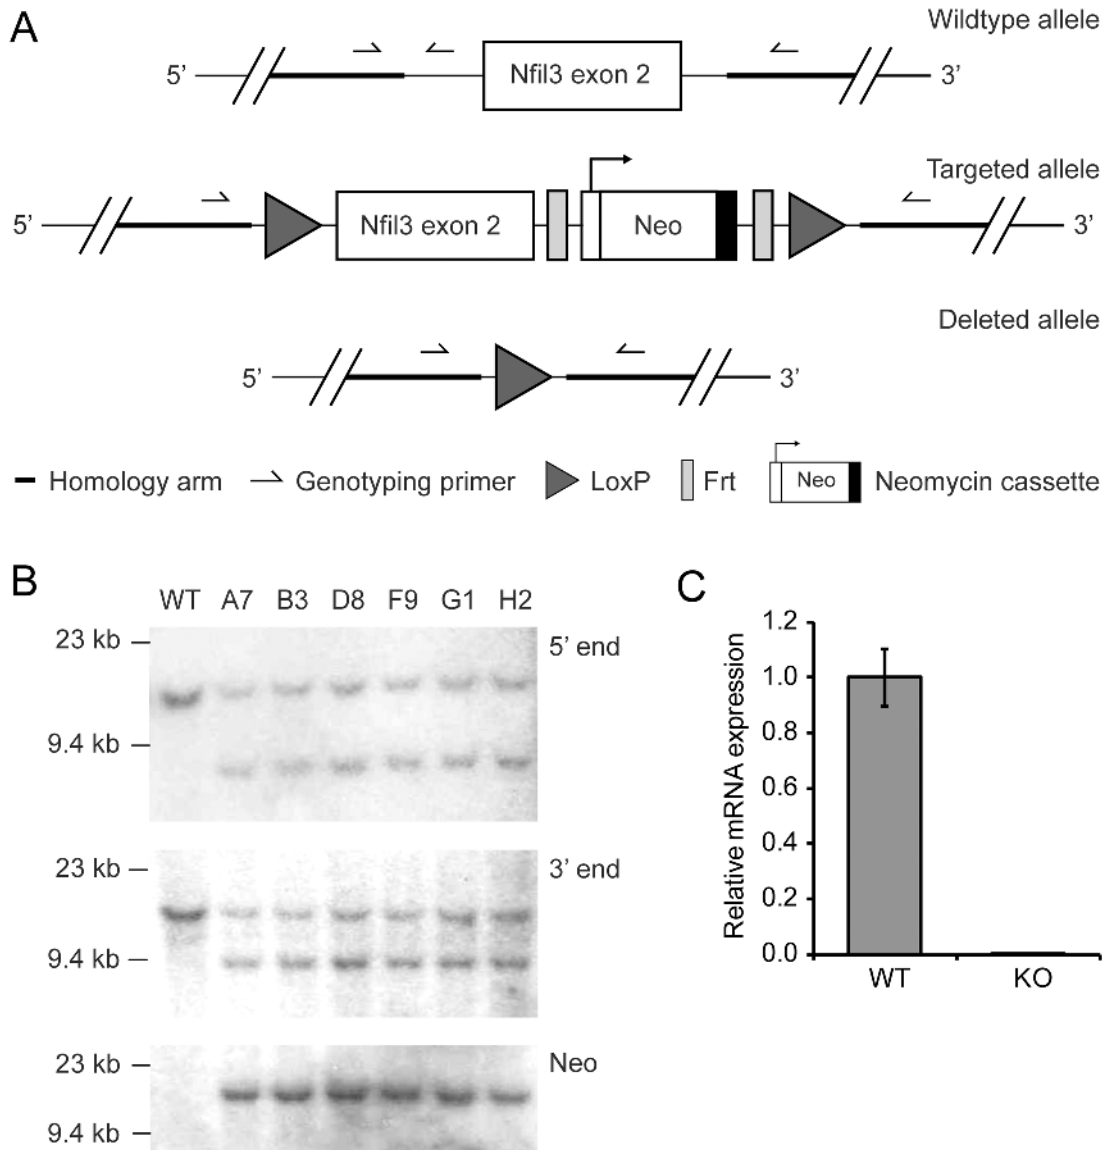 A
Wildtype allele
5’ Nfil3 exon 2 3’
Targeted allele
5’ Nfil3 exon 2 Neo 3’
Deleted allele
5’ 3’
Homology arm Genotyping primer LoxP Frt Neo Neomycin cassette
B
WT A7 B3 D8 F9 G1 H2
23 kb 5’ end
9.4 kb
23 kb 3’ end
9.4 kb
23 kb Neo
9.4 kb
C
Relative mRNA expression
1.2
1.0
0.8
0.6
0.4
0.2
0.0
WT KO